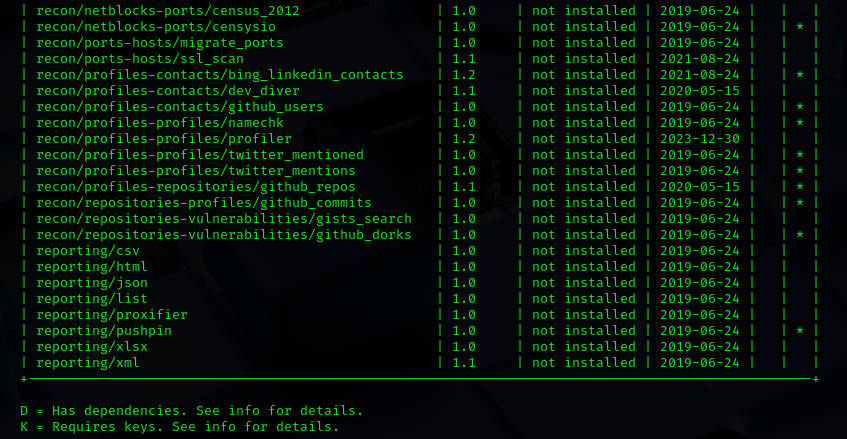 | recon/netblocks-ports/census_2012 | 1.0 | not installed | 2019-06-24 | | |
| recon/netblocks-ports/censysio | 1.0 | not installed | 2019-06-24 | | * |
| recon/ports-hosts/migrate_ports | 1.0 | not installed | 2019-06-24 | | |
| recon/ports-hosts/ssl_scan | 1.1 | not installed | 2021-08-24 | | |
| recon/profiles-contacts/bing_linkedin_contacts | 1.2 | not installed | 2021-08-24 | | * |
| recon/profiles-contacts/dev_diver | 1.1 | not installed | 2020-05-15 | | |
| recon/profiles-contacts/github_users | 1.0 | not installed | 2019-06-24 | | * |
| recon/profiles-profiles/namechk | 1.0 | not installed | 2019-06-24 | | * |
| recon/profiles-profiles/profiler | 1.2 | not installed | 2023-12-30 | | |
| recon/profiles-profiles/twitter_mentioned | 1.0 | not installed | 2019-06-24 | | * |
| recon/profiles-profiles/twitter_mentions | 1.0 | not installed | 2019-06-24 | | * |
| recon/profiles-repositories/github_repos | 1.1 | not installed | 2020-05-15 | | * |
| recon/repositories-profiles/github_commits | 1.0 | not installed | 2019-06-24 | | * |
| recon/repositories-vulnerabilities/gists_search | 1.0 | not installed | 2019-06-24 | | |
| recon/repositories-vulnerabilities/github_dorks | 1.0 | not installed | 2019-06-24 | | * |
| reporting/csv | 1.0 | not installed | 2019-06-24 | | |
| reporting/html | 1.0 | not installed | 2019-06-24 | | |
| reporting/json | 1.0 | not installed | 2019-06-24 | | |
| reporting/list | 1.0 | not installed | 2019-06-24 | | |
| reporting/proxifier | 1.0 | not installed | 2019-06-24 | | |
| reporting/pushpin | 1.0 | not installed | 2019-06-24 | | * |
| reporting/xlsx | 1.0 | not installed | 2019-06-24 | | |
| reporting/xml | 1.1 | not installed | 2019-06-24 | | |
D = Has dependencies. See info for details.
K = Requires keys. See info for details.